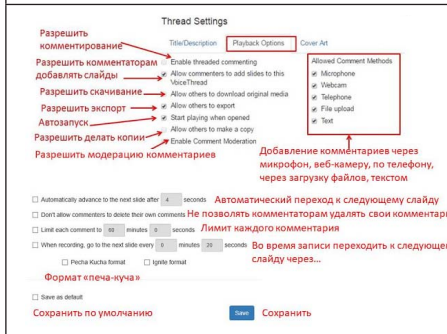 Thread Settings
Title/Description Playback Options Cover Art
Разрешить комментирование
Enable threaded commenting
Разрешить комментаторам добавлять слайды
Allow commenters to add slides to this VoiceThread
Разрешить скачивание
Allow others to download original media
Разрешить экспорт
Allow others to export
Автозапуск
Start playing when opened
Разрешить делать копии
Allow others to make a copy
Enable Comment Moderation
Разрешить модерацию комментариев
Allowed Comment Methods
Microphone
Webcam
Telephone
File upload
Text
Добавление комментариев через
микрофон, веб-камеру, по телефону,
через загрузку файлов, текстом
Automatically advance to the next slide after 4 seconds Автоматический переход к следующему слайду
Don't allow commentors to delete their own comments Не позволять комментаторам удалять свои комментари
Limit each comment to 60 minutes 0 seconds Лимит каждого комментария
When recording, go to the next slide every 0 minutes 20 seconds Во время записи переходить к следующе
слайду через...
Pecha Kucha format Ignite format
Формат «печа-куча»
Save as default
Сохранить по умолчанию
Save Сохранить